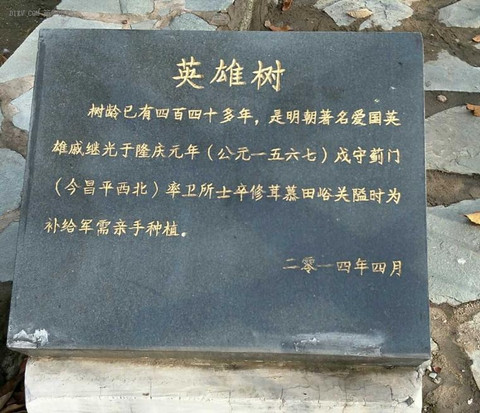 英雄树
树龄已有四百四十多年，是明朝著名爱国英
雄戚继光于隆庆元年（公元一五六七）戍守蓟门
（今昌平西北）率卫所士卒修葺慕田峪关隘时为
补给军需亲手种植。
二零一四年四月